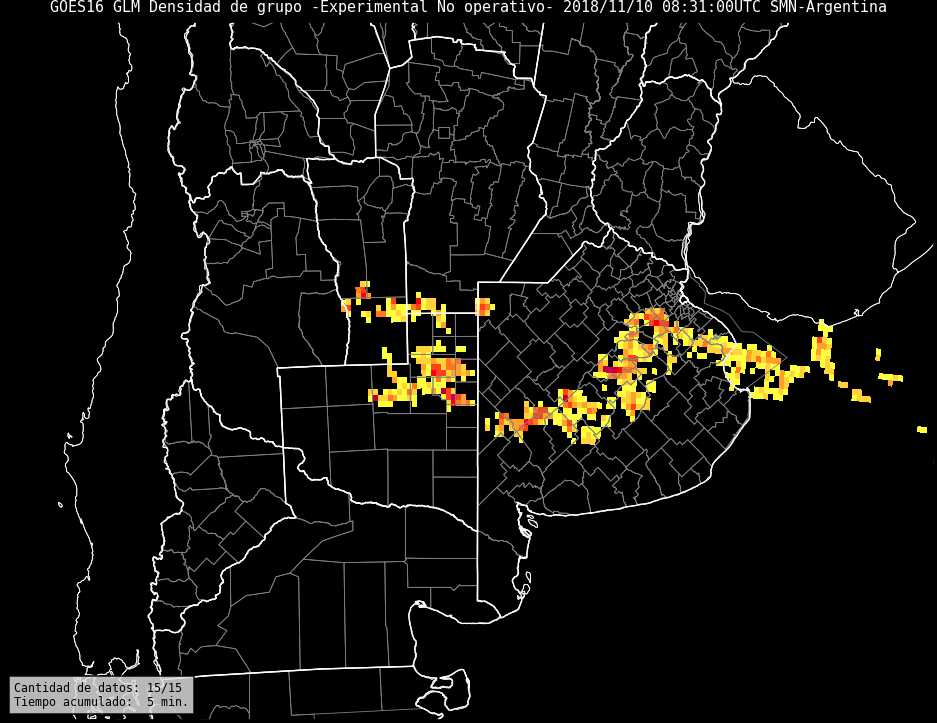 GOES16 GLM Densidad de grupo -Experimental No operativo- 2018/11/10 08:31:00UTC SMN-Argentina
Cantidad de datos: 15/15
Tiempo acumulado:  5 min.